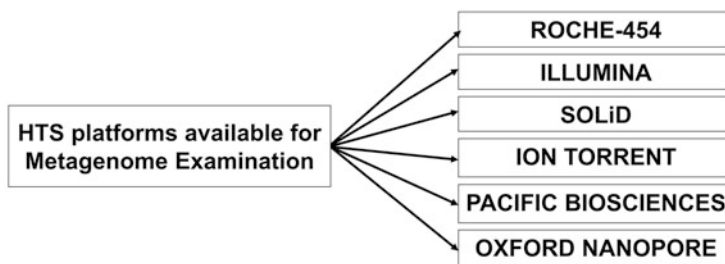 HTS platforms available for
Metagenome Examination
ROCHE-454
ILLUMINA
SOLiD
ION TORRENT
PACIFIC BIOSCIENCES
OXFORD NANOPORE